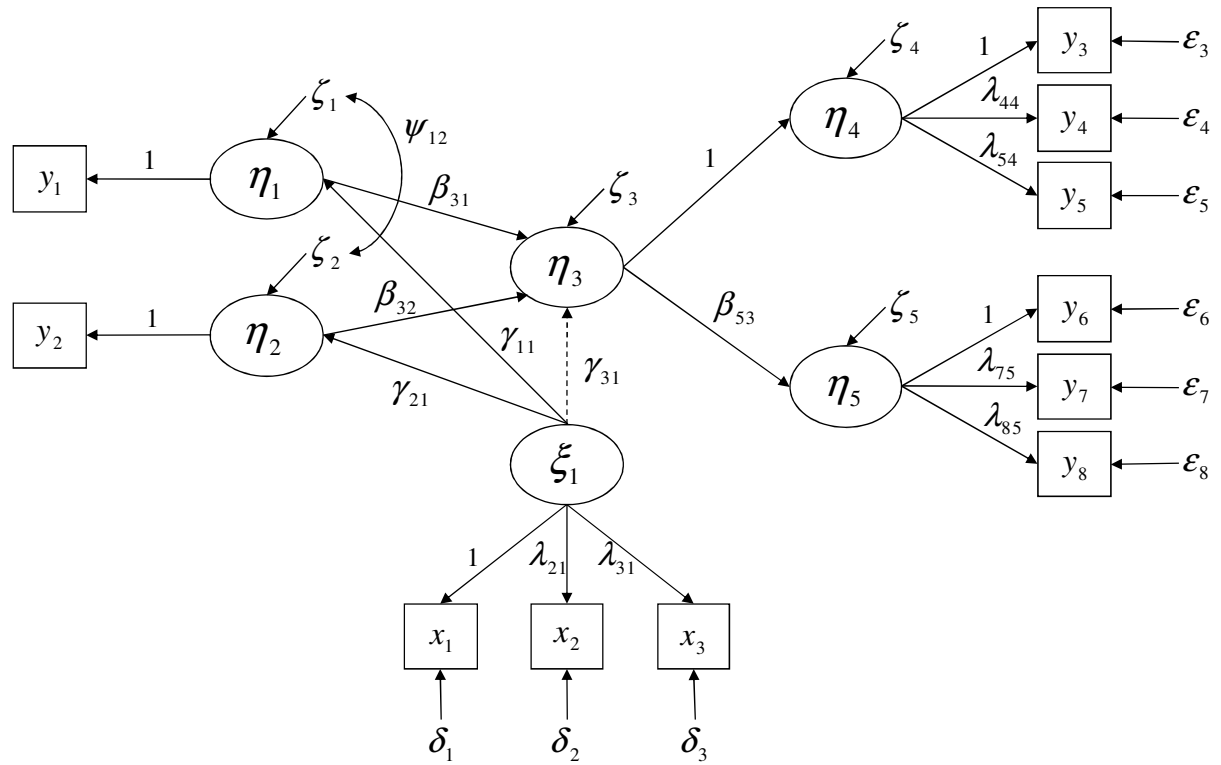 ζ₄
1
y₃
ε₃
ζ₁
η₄
λ₄₄
y₄
ε₄
ψ₁₂
1
λ₅₄
y₁
1
η₁
β₃₁
ζ₃
y₅
ε₅
ζ₂
η₃
β₃₂
β₅₃
ζ₅
1
y₆
ε₆
y₂
1
η₂
γ₁₁
γ₃₁
λ₇₅
y₇
ε₇
γ₂₁
η₅
λ₈₅
ξ₁
y₈
ε₈
1
λ₂₁
λ₃₁
x₁
x₂
x₃
δ₁
δ₂
δ₃